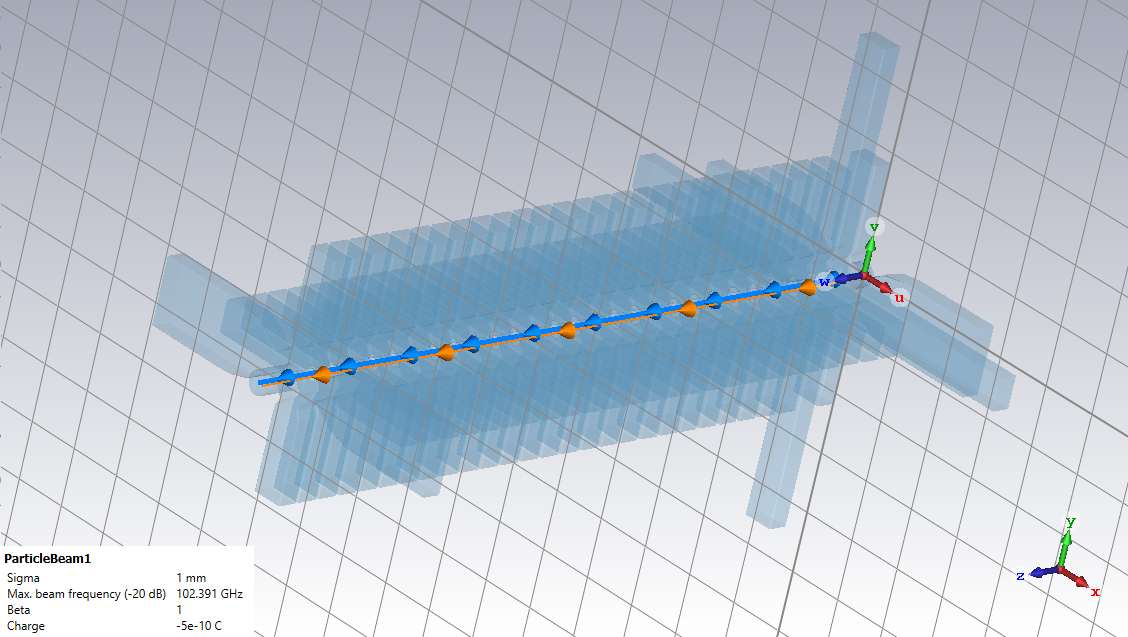 v
w
u
y
z
x
ParticleBeam1
Sigma 1 mm
Max. beam frequency (-20 dB) 102.391 GHz
Beta 1
Charge -5e-10 C